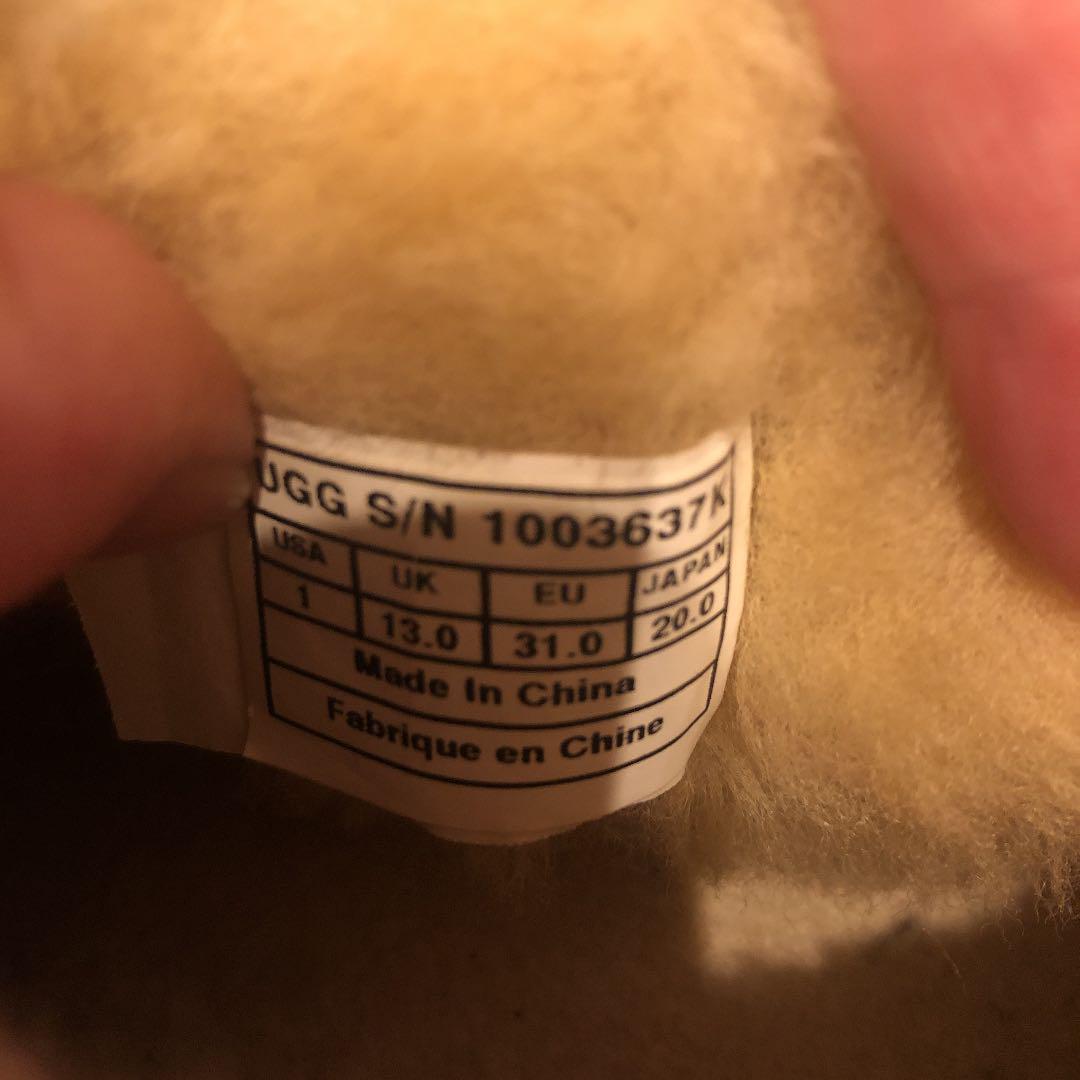 UGG S/N 1003637K
USA UK EU JAPAN
1 13.0 31.0 20.0
Made In China
Fabrique en Chine